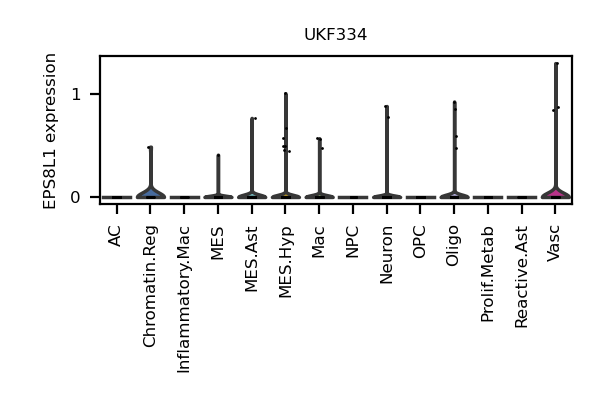 UKF334
EPS8L1 expression
1
0
AC
Chromatin.Reg
Inflammatory.Mac
MES
MES.Ast
MES.Hyp
Mac
NPC
Neuron
OPC
Oligo
Prolif.Metab
Reactive.Ast
Vasc